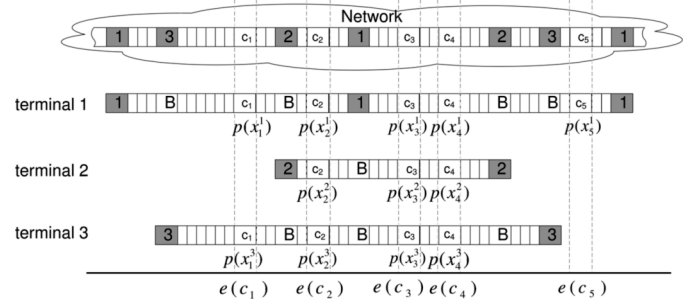 Network
1 3 c₁ 2 c₂ 1 c₃ c₄ 2 3 c₅ 1
terminal 1 1 B c₁ B c₂ 1 c₃ c₄ B B c₅ 1
p(x₁¹) p(x₂¹) p(x₃¹) p(x₄¹) p(x₅¹)
terminal 2 2 c₂ B c₃ c₄ 2
p(x₂²) p(x₃²) p(x₄²)
terminal 3 3 c₁ B c₂ B c₃ c₄ B 3
p(x₁³) p(x₂³) p(x₃³) p(x₄³)
e(c₁) e(c₂) e(c₃) e(c₄) e(c₅)